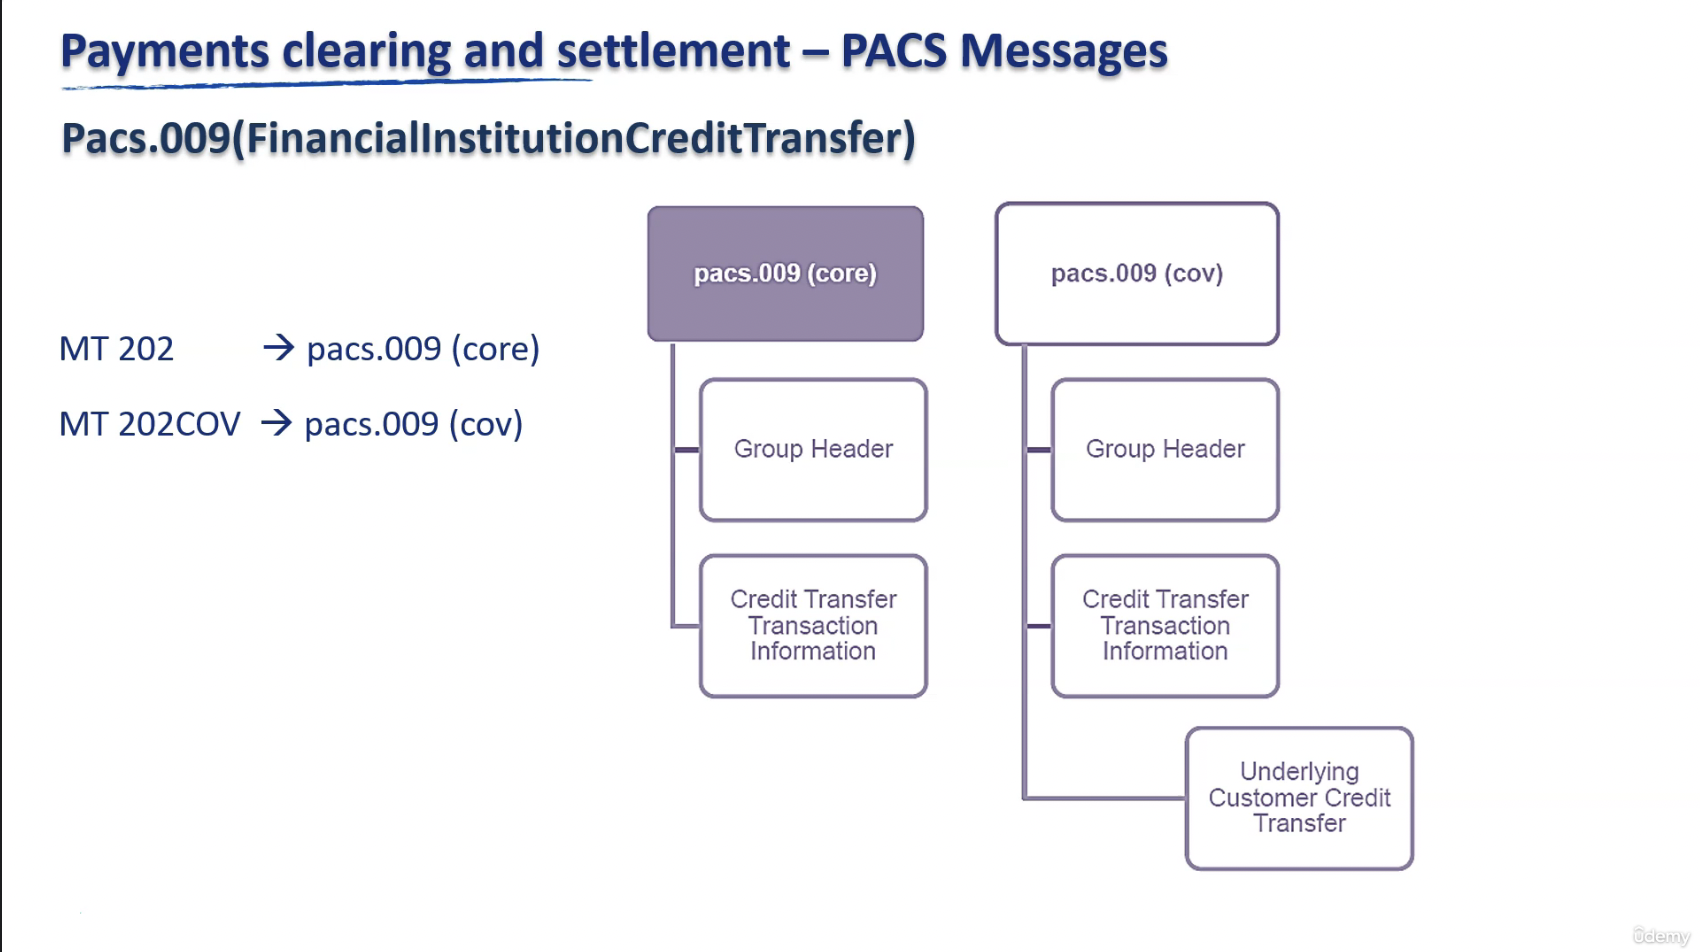 Payments clearing and settlement – PACS Messages
Pacs.009(FinancialInstitutionCreditTransfer)
MT 202 → pacs.009 (core)
MT 202COV → pacs.009 (cov)
pacs.009 (core)
Group Header
Credit Transfer
Transaction
Information
pacs.009 (cov)
Group Header
Credit Transfer
Transaction
Information
Underlying
Customer Credit
Transfer
ûdemy